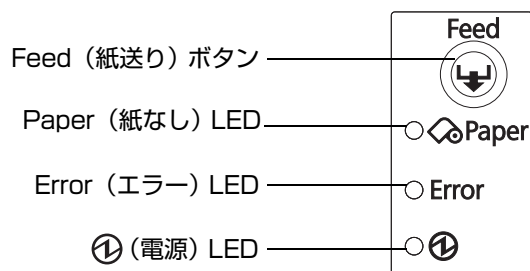 Feed
Feed（紙送り）ボタン
Paper（紙なし）LED
Paper
Error（エラー）LED
Error
（電源）LED